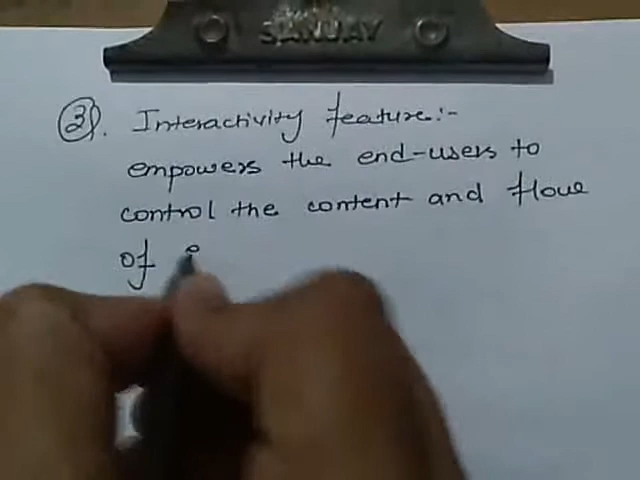 SANJAY
3). Interactivity feature:-
empowers the end-users to
control the content and flow
of